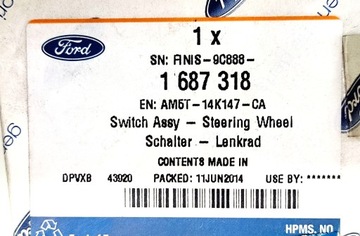 Ford
1 x
SN: FINIS-9C888-
1 687 318
EN: AM5T-14K147-CA
Switch Assy - Steering Wheel
Schalter - Lenkrad
CONTENTS MADE IN
DPVXB 43920 PACKED: 11JUN2014 USE BY: *******
HPMS. NO